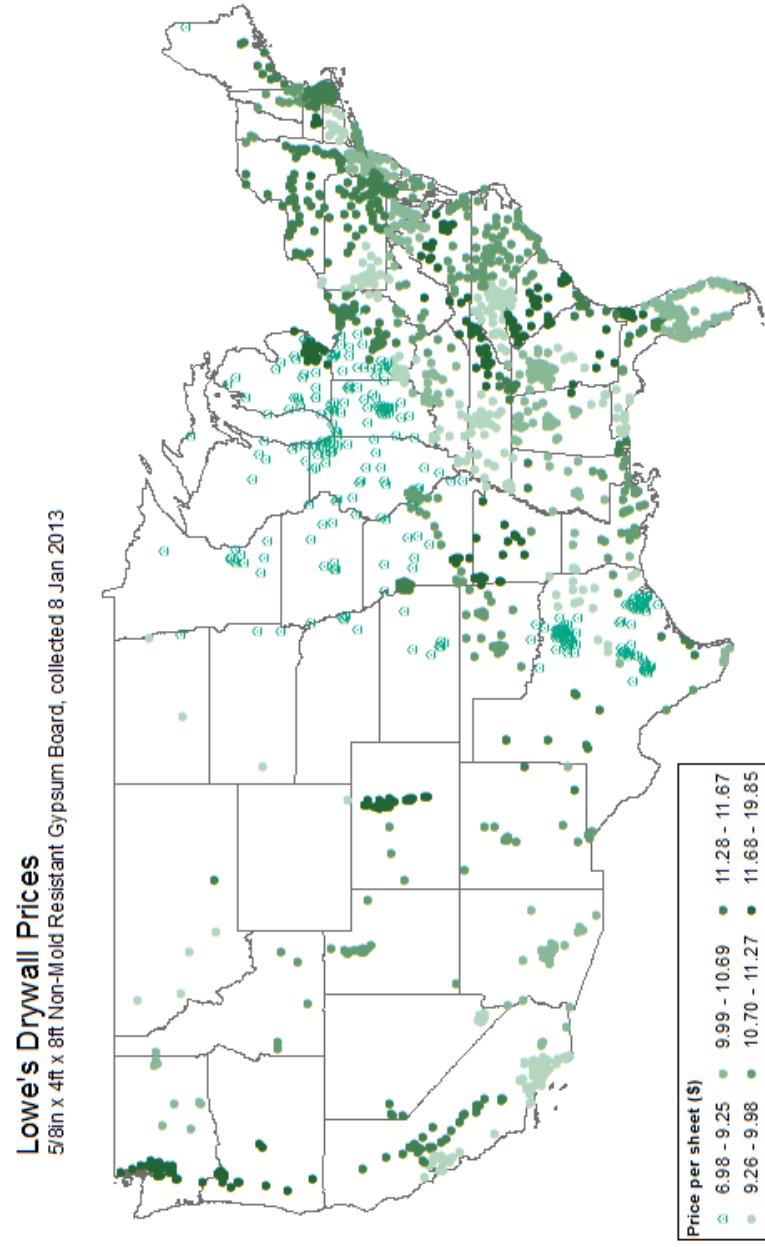 Lowe's Drywall Prices
5/8in x 4ft x 8ft Non-Mold Resistant Gypsum Board, collected 8 Jan 2013
Price per sheet ($)
6.98 - 9.25 9.99 - 10.69 11.28 - 11.67
9.26 - 9.98 10.70 - 11.27 11.68 - 19.85